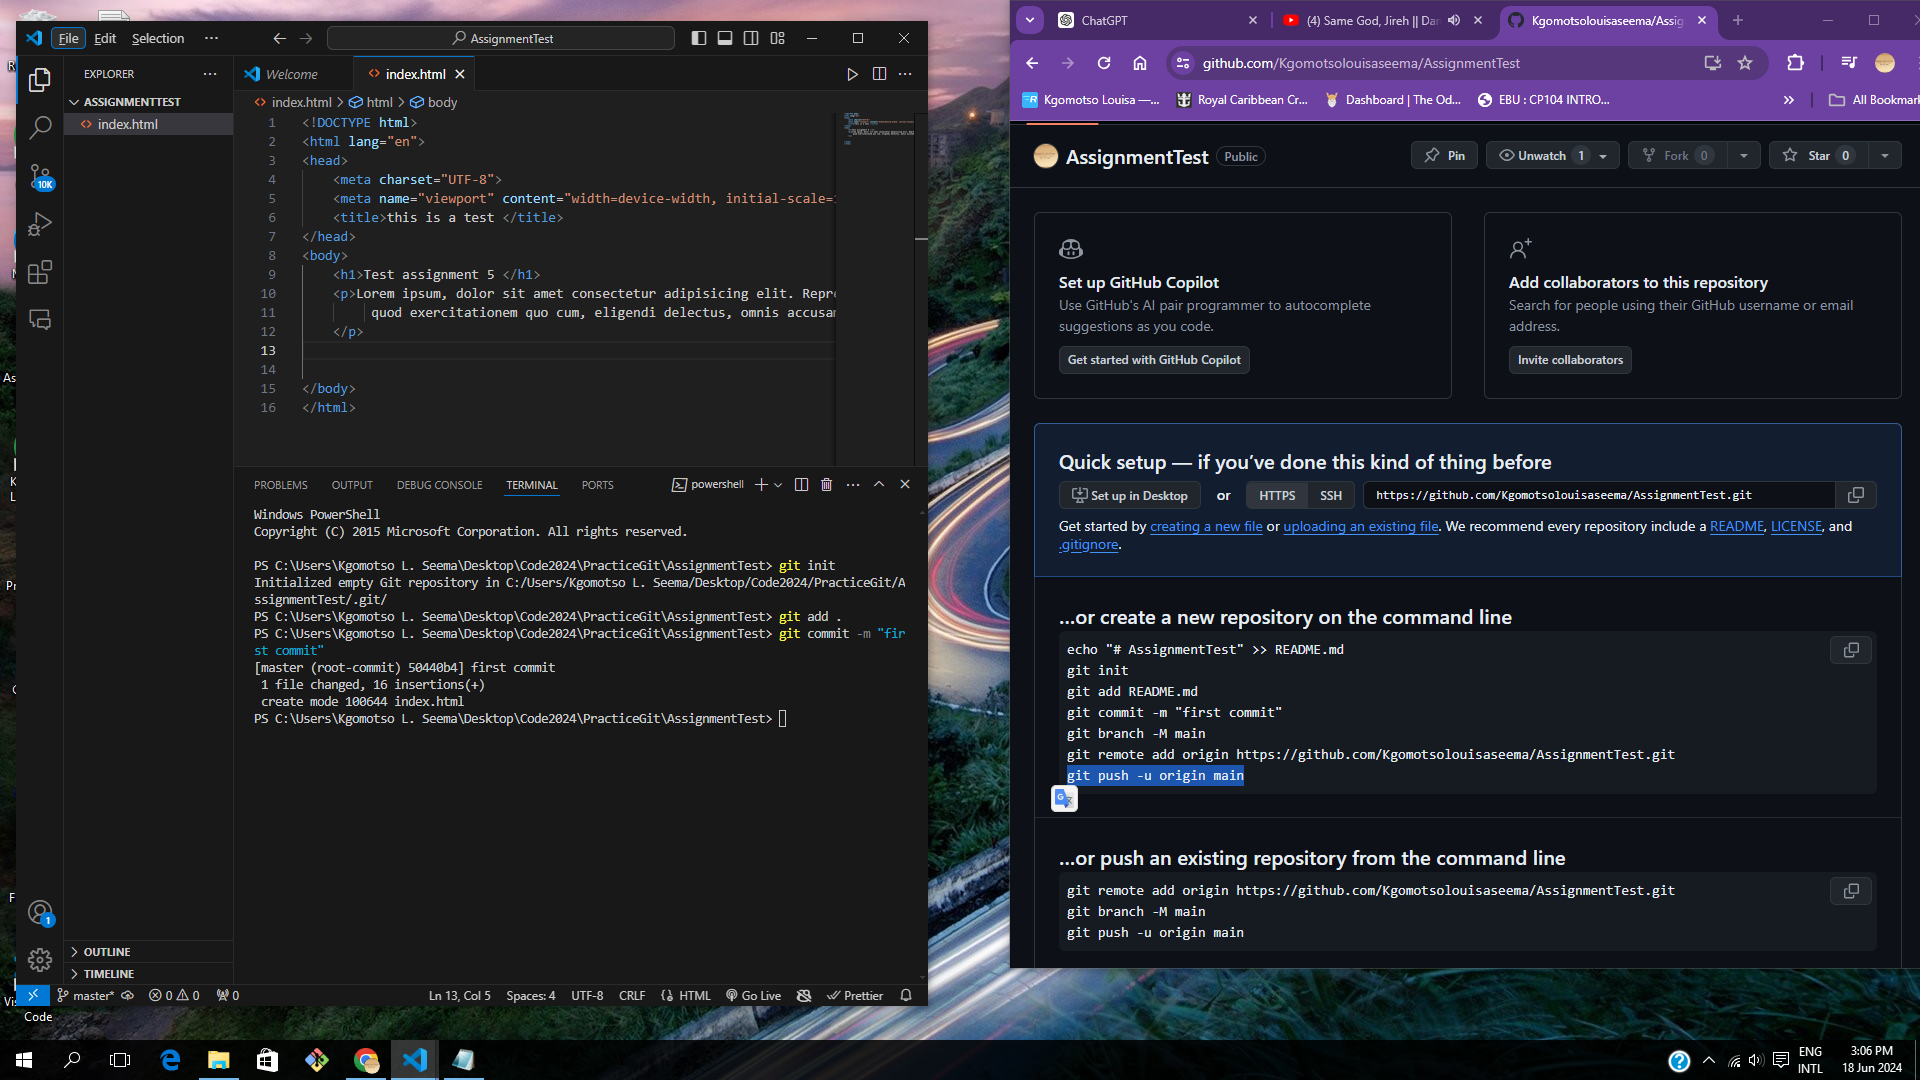 File Edit Selection ···
AssignmentTest
EXPLORER
ASSIGNMENTTEST
index.html
10K
1
OUTLINE
TIMELINE
Welcome
index.html
index.html > html > body
1 <!DOCTYPE html>
2 <html lang="en">
3 <head>
4 <meta charset="UTF-8">
5 <meta name="viewport" content="width=device-width, initial-scale=1
6 <title>this is a test </title>
7 </head>
8 <body>
9 <h1>Test assignment 5 </h1>
10 <p>Lorem ipsum, dolor sit amet consectetur adipisicing elit. Repr
11 quod exercitationem quo cum, eligendi delectus, omnis accusam
12 </p>
13
14
15 </body>
16 </html>
PROBLEMS OUTPUT DEBUG CONSOLE TERMINAL PORTS
powershell
Windows PowerShell
Copyright (C) 2015 Microsoft Corporation. All rights reserved.
PS C:\Users\Kgomotso L. Seema\Desktop\Code2024\PracticeGit\AssignmentTest> git init
Initialized empty Git repository in C:/Users/Kgomotso L. Seema/Desktop/Code2024/PracticeGit/A
ssignmentTest/.git/
PS C:\Users\Kgomotso L. Seema\Desktop\Code2024\PracticeGit\AssignmentTest> git add .
PS C:\Users\Kgomotso L. Seema\Desktop\Code2024\PracticeGit\AssignmentTest> git commit -m "fir
st commit"
[master (root-commit) 50440b4] first commit
1 file changed, 16 insertions(+)
create mode 100644 index.html
PS C:\Users\Kgomotso L. Seema\Desktop\Code2024\PracticeGit\AssignmentTest>
master* 0 0 0 Ln 13, Col 5 Spaces: 4 UTF-8 CRLF HTML Go Live Prettier
Code
ChatGPT
(4) Same God, Jireh || Dan
Kgomotsolouisaseema/Assig
github.com/Kgomotsolouisaseema/AssignmentTest
Kgomotso Louisa —...
Royal Caribbean Cr...
Dashboard | The Od...
EBU : CP104 INTRO...
All Bookmar
AssignmentTest Public
Pin Unwatch 1 Fork 0 Star 0
Set up GitHub Copilot
Use GitHub's AI pair programmer to autocomplete
suggestions as you code.
Get started with GitHub Copilot
Add collaborators to this repository
Search for people using their GitHub username or email
address.
Invite collaborators
Quick setup — if you've done this kind of thing before
Set up in Desktop or HTTPS SSH https://github.com/Kgomotsolouisaseema/AssignmentTest.git
Get started by creating a new file or uploading an existing file. We recommend every repository include a README, LICENSE, and
.gitignore.
...or create a new repository on the command line
echo "# AssignmentTest" >> README.md
git init
git add README.md
git commit -m "first commit"
git branch -M main
git remote add origin https://github.com/Kgomotsolouisaseema/AssignmentTest.git
git push -u origin main
...or push an existing repository from the command line
git remote add origin https://github.com/Kgomotsolouisaseema/AssignmentTest.git
git branch -M main
git push -u origin main
ENG
INTL
3:06 PM
18 Jun 2024